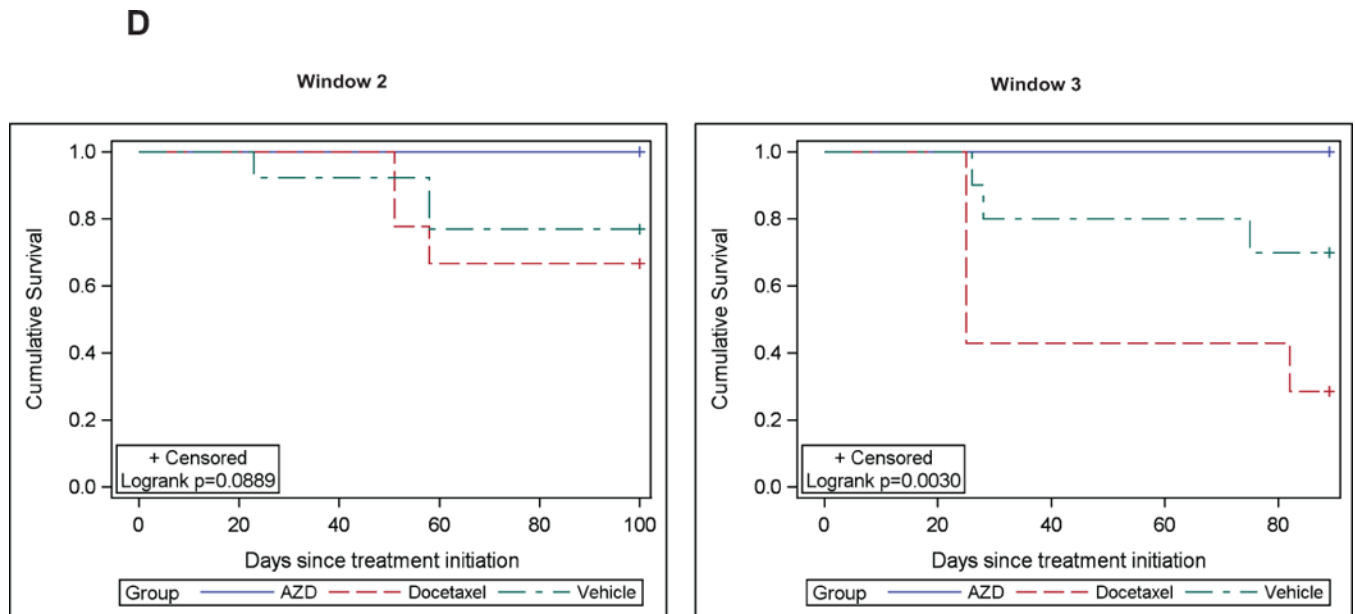 D
Window 2
Cumulative Survival
1.0
0.8
0.6
0.4
0.2
0.0
+ Censored
Logrank p=0.0889
0 20 40 60 80 100
Days since treatment initiation
Group AZD Docetaxel Vehicle
Window 3
Cumulative Survival
1.0
0.8
0.6
0.4
0.2
0.0
+ Censored
Logrank p=0.0030
0 20 40 60 80
Days since treatment initiation
Group AZD Docetaxel Vehicle